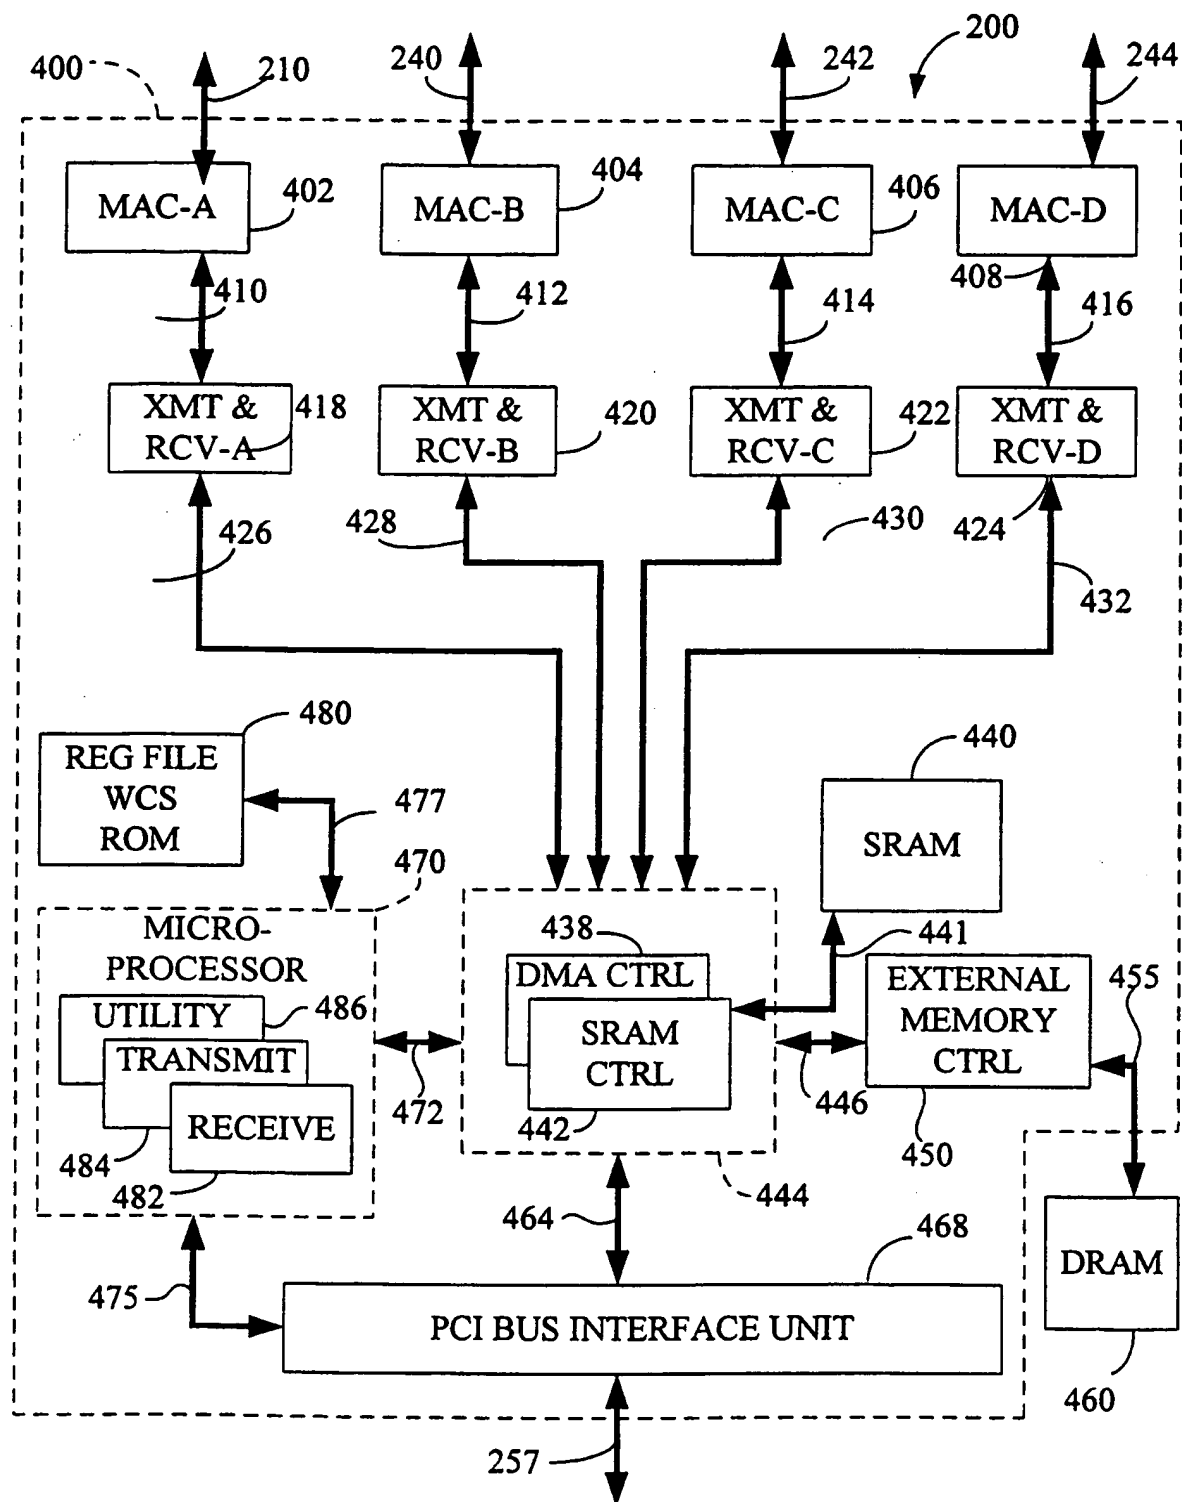 200
400
210
240
242
244
MAC-A
402
MAC-B
404
MAC-C
406
MAC-D
408
410
412
414
416
XMT &
RCV-A
418
XMT &
RCV-B
420
XMT &
RCV-C
422
XMT &
RCV-D
424
426
428
430
432
480
REG FILE
WCS
ROM
477
470
440
SRAM
441
MICRO-
PROCESSOR
UTILITY
486
TRANSMIT
RECEIVE
484
482
472
438
DMA CTRL
SRAM
CTRL
442
444
446
EXTERNAL
MEMORY
CTRL
450
455
DRAM
460
464
468
475
PCI BUS INTERFACE UNIT
257